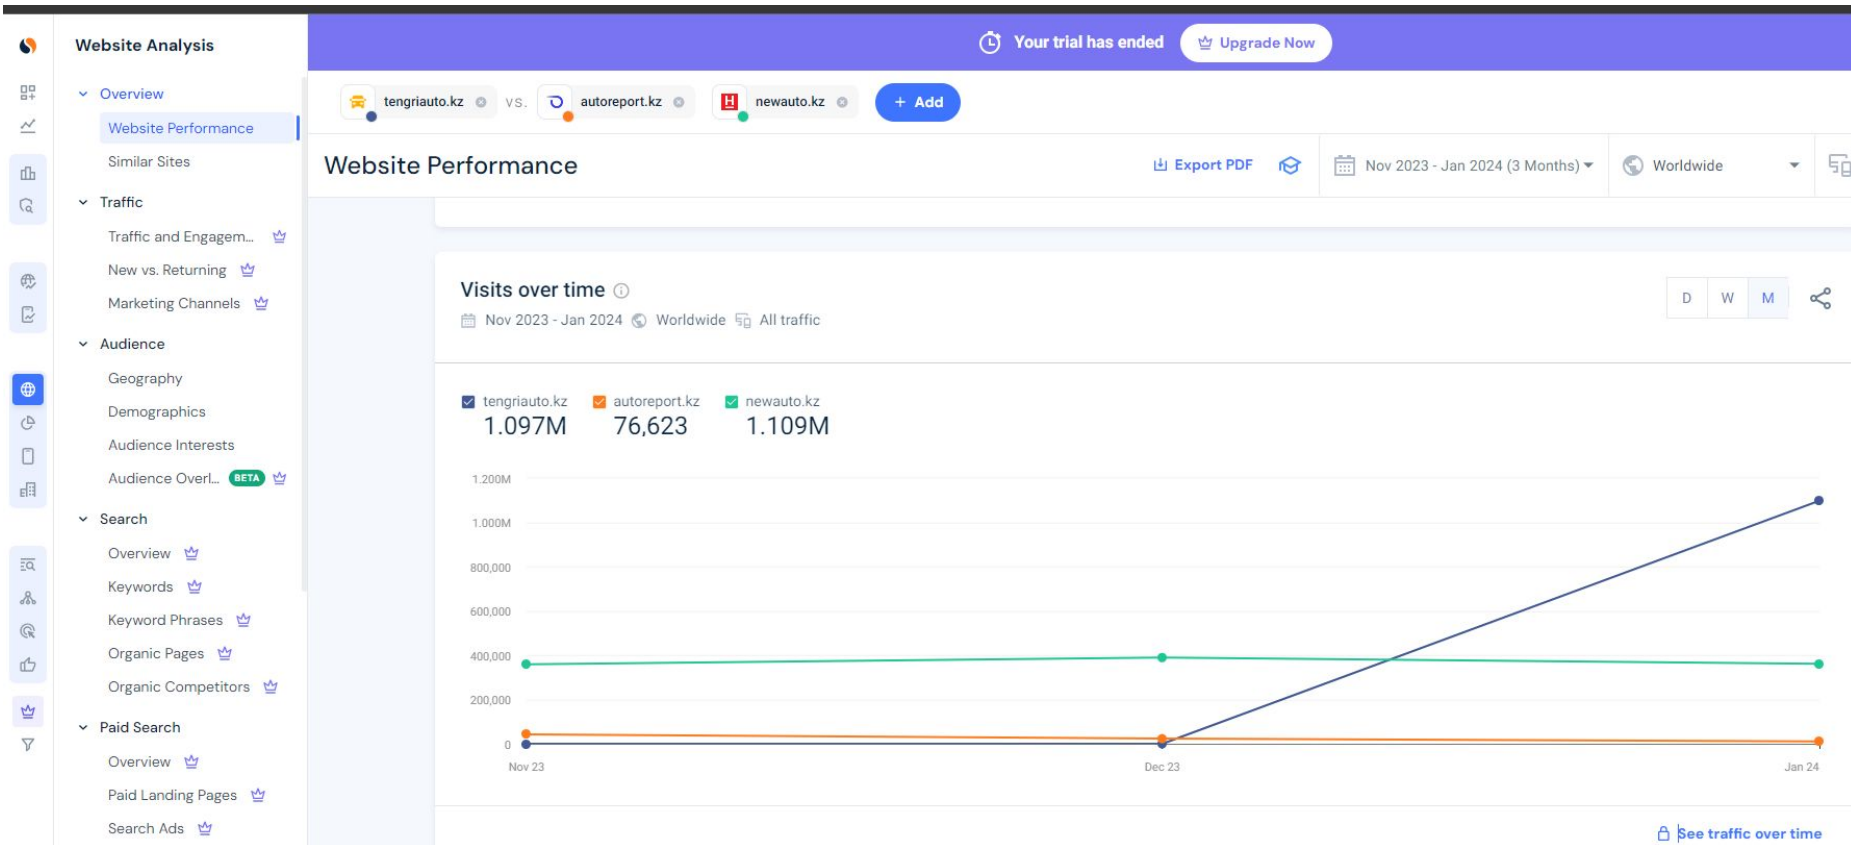 Website Analysis
Your trial has ended
Upgrade Now
Overview
Website Performance
Similar Sites
Traffic
Traffic and Engagem...
New vs. Returning
Marketing Channels
Audience
Geography
Demographics
Audience Interests
Audience Overl... BETA
Search
Overview
Keywords
Keyword Phrases
Organic Pages
Organic Competitors
Paid Search
Overview
Paid Landing Pages
Search Ads
tengriauto.kz vs. autoreport.kz newauto.kz + Add
Website Performance
Export PDF
Nov 2023 - Jan 2024 (3 Months)
Worldwide
Visits over time
Nov 2023 - Jan 2024 Worldwide All traffic
D W M
tengriauto.kz autoreport.kz newauto.kz
1.097M 76,623 1.109M
1.200M
1.000M
800,000
600,000
400,000
200,000
0
Nov 23 Dec 23 Jan 24
See traffic over time